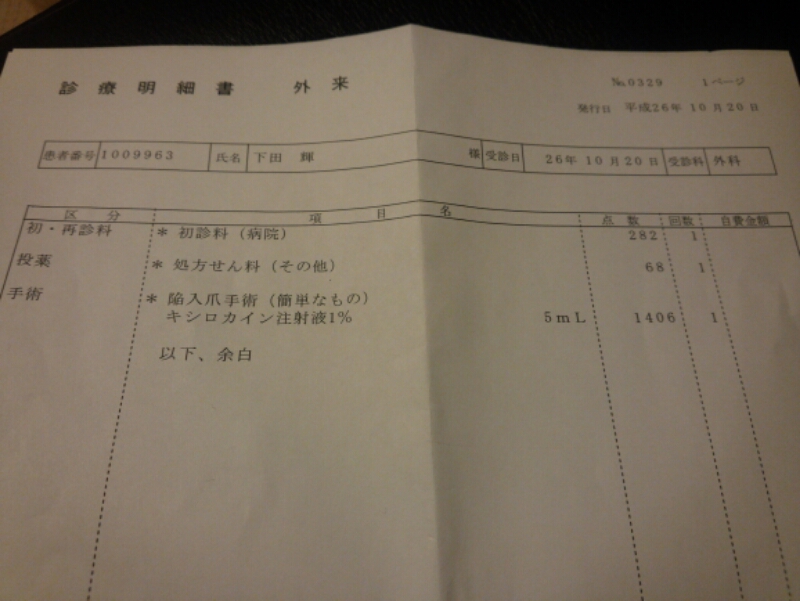 診療明細書　外来
№0329　1ページ
発行日　平成26年10月20日
患者番号 1009963 氏名 下田　輝 様 受診日 26年10月20日 受診科 外科
区分 項目名 点数 回数 自費金額
初・再診料 ＊ 初診料（病院） 282 1
投薬 ＊ 処方せん料（その他） 68 1
手術 ＊ 陥入爪手術（簡単なもの）
キシロカイン注射液1% 5mL 1406 1
以下、余白